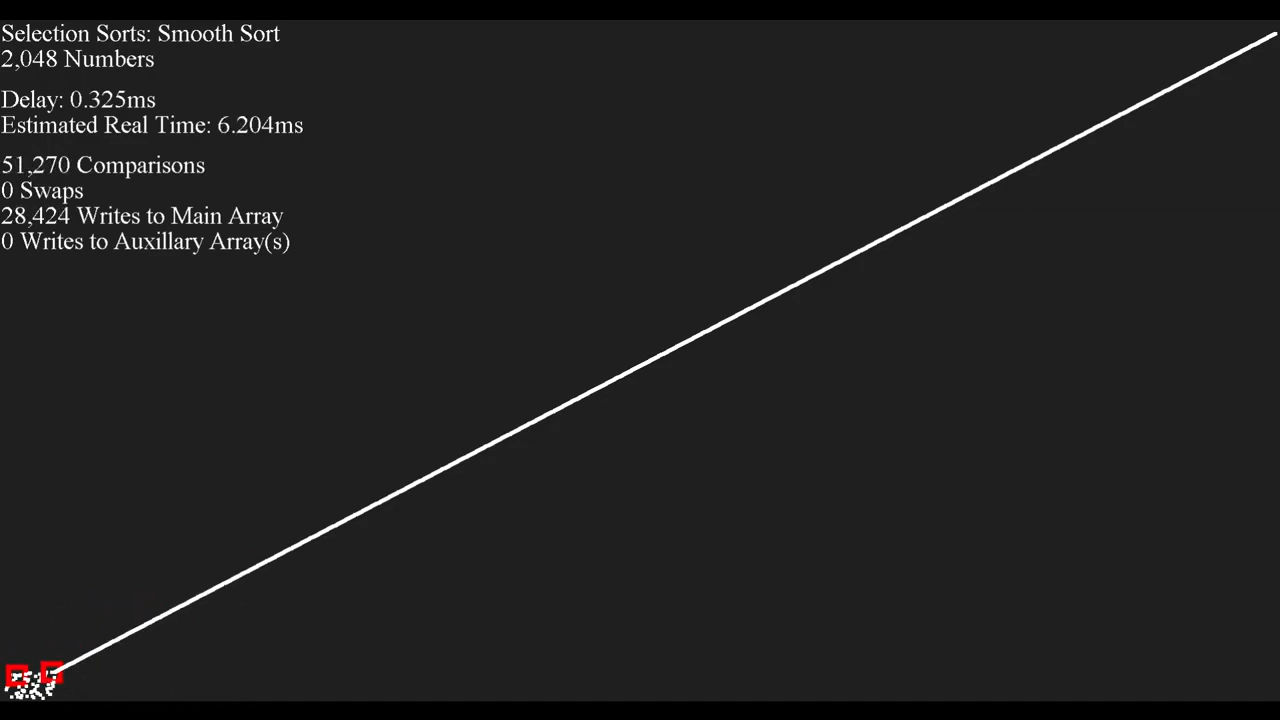 Selection Sorts: Smooth Sort
2,048 Numbers
Delay: 0.325ms
Estimated Real Time: 6.204ms
51,270 Comparisons
0 Swaps
28,424 Writes to Main Array
0 Writes to Auxillary Array(s)